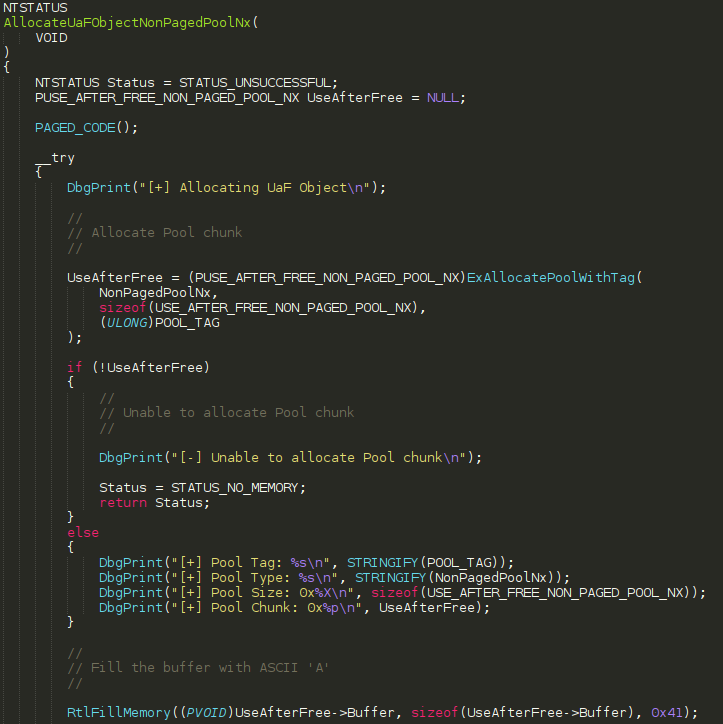 NTSTATUS
AllocateUaFObjectNonPagedPoolNx(
    VOID
)
{
    NTSTATUS Status = STATUS_UNSUCCESSFUL;
    PUSE_AFTER_FREE_NON_PAGED_POOL_NX UseAfterFree = NULL;

    PAGED_CODE();

    __try
    {
        DbgPrint("[+] Allocating UaF Object\n");

        //
        // Allocate Pool chunk
        //

        UseAfterFree = (PUSE_AFTER_FREE_NON_PAGED_POOL_NX)ExAllocatePoolWithTag(
            NonPagedPoolNx,
            sizeof(USE_AFTER_FREE_NON_PAGED_POOL_NX),
            (ULONG)POOL_TAG
        );

        if (!UseAfterFree)
        {
            //
            // Unable to allocate Pool chunk
            //

            DbgPrint("[-] Unable to allocate Pool chunk\n");

            Status = STATUS_NO_MEMORY;
            return Status;
        }
        else
        {
            DbgPrint("[+] Pool Tag: %s\n", STRINGIFY(POOL_TAG));
            DbgPrint("[+] Pool Type: %s\n", STRINGIFY(NonPagedPoolNx));
            DbgPrint("[+] Pool Size: 0x%X\n", sizeof(USE_AFTER_FREE_NON_PAGED_POOL_NX));
            DbgPrint("[+] Pool Chunk: 0x%p\n", UseAfterFree);
        }

        //
        // Fill the buffer with ASCII 'A'
        //

        RtlFillMemory((PVOID)UseAfterFree->Buffer, sizeof(UseAfterFree->Buffer), 0x41);